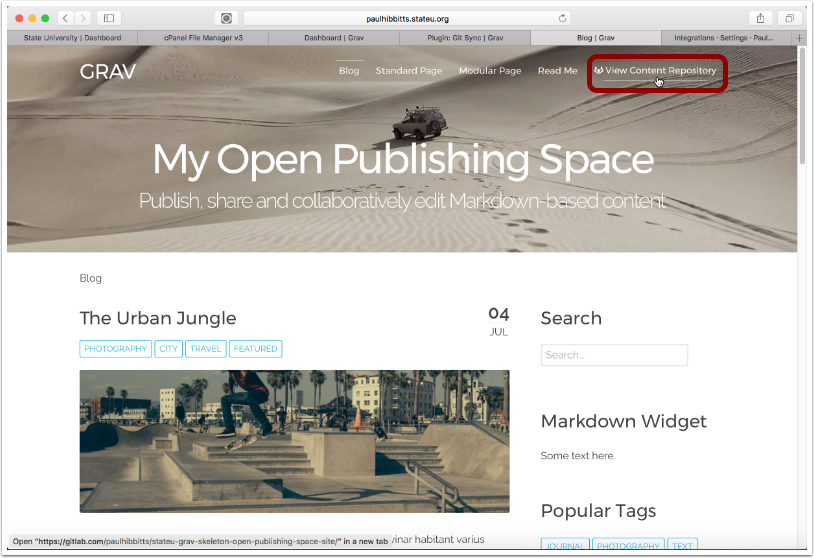 paulhibbitts.stateu.org
State University | Dashboard
cPanel File Manager v3
Dashboard | Grav
Plugin: Git Sync | Grav
Blog | Grav
Integrations · Settings · Paul...
GRAV
Blog
Standard Page
Modular Page
Read Me
View Content Repository
My Open Publishing Space
Publish, share and collaboratively edit Markdown-based content
Blog
The Urban Jungle
04
JUL
PHOTOGRAPHY
CITY
TRAVEL
FEATURED
Search
Search...
Markdown Widget
Some text here.
Popular Tags
JOURNAL
PHOTOGRAPHY
TEXT
Open "https://gitlab.com/paulhibbitts/stateu-grav-skeleton-open-publishing-space-site/" in a new tab
vinar habitant varius